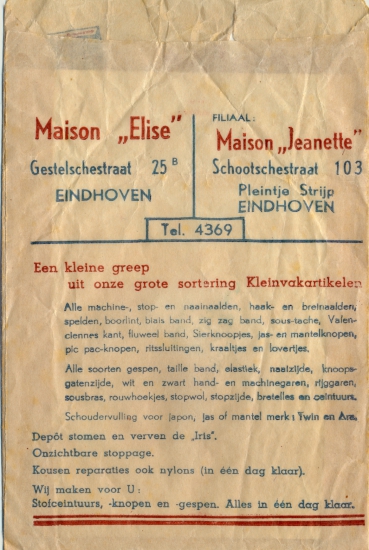 Maison „Elise"
Gestelschestraat 25 B
EINDHOVEN
FILIAAL:
Maison „Jeanette"
Schootschestraat 103
Pleintje Strijp
EINDHOVEN
Tel. 4369
Een kleine greep
uit onze grote sortering Kleinvakartikelen
Alle machine-, stop- en naainaalden, haak- en breinaalden,
spelden, boorlint, biais band, zig zag band, sous-tache, Valen-
ciennes kant, fluweel band, Sierknoopjes, jas- en mantelknopen,
pic pac-knopen, ritssluitingen, kraaltjes en lovertjes.
Alle soorten gespen, taille band, elastiek, naaizijde, knoops-
gatenzijde, wit en zwart hand- en machinegaren, rijggaren,
sousbras, rouwhoekjes, stopwol, stopzijde, bretelles en ceintuurs.
Schoudervulling voor japon, jas of mantel merk: Twin en Ara.
Depôt stomen en verven de „Iris".
Onzichtbare stoppage.
Kousen reparaties ook nylons (in één dag klaar).
Wij maken voor U:
Stofceintuurs, -knopen en -gespen. Alles in één dag klaar.